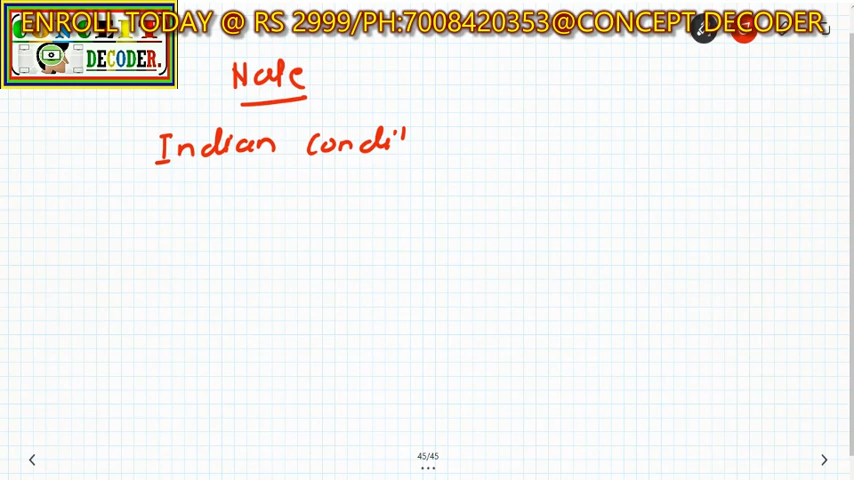 ENROLL TODAY @ RS 2999/PH:7008420353@CONCEPT DECODER.
DECODER.
Note
Indian condi
45/45